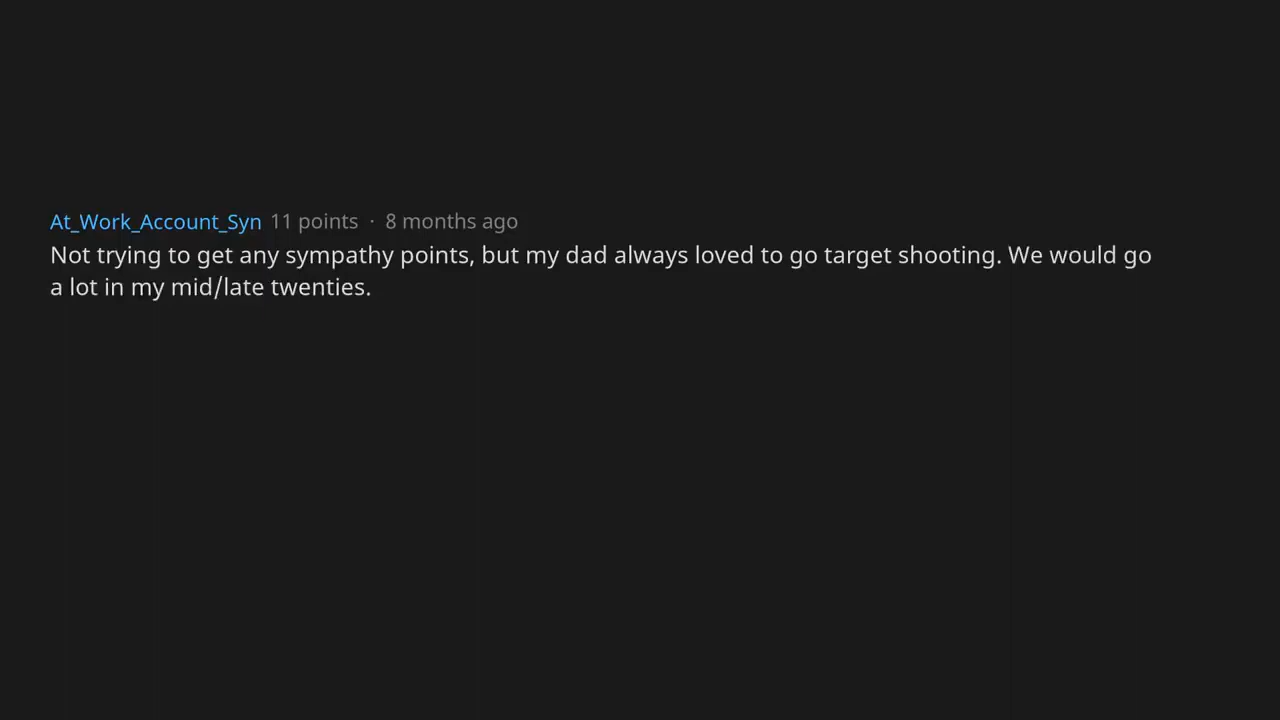 At_Work_Account_Syn 11 points · 8 months ago
Not trying to get any sympathy points, but my dad always loved to go target shooting. We would go
a lot in my mid/late twenties.